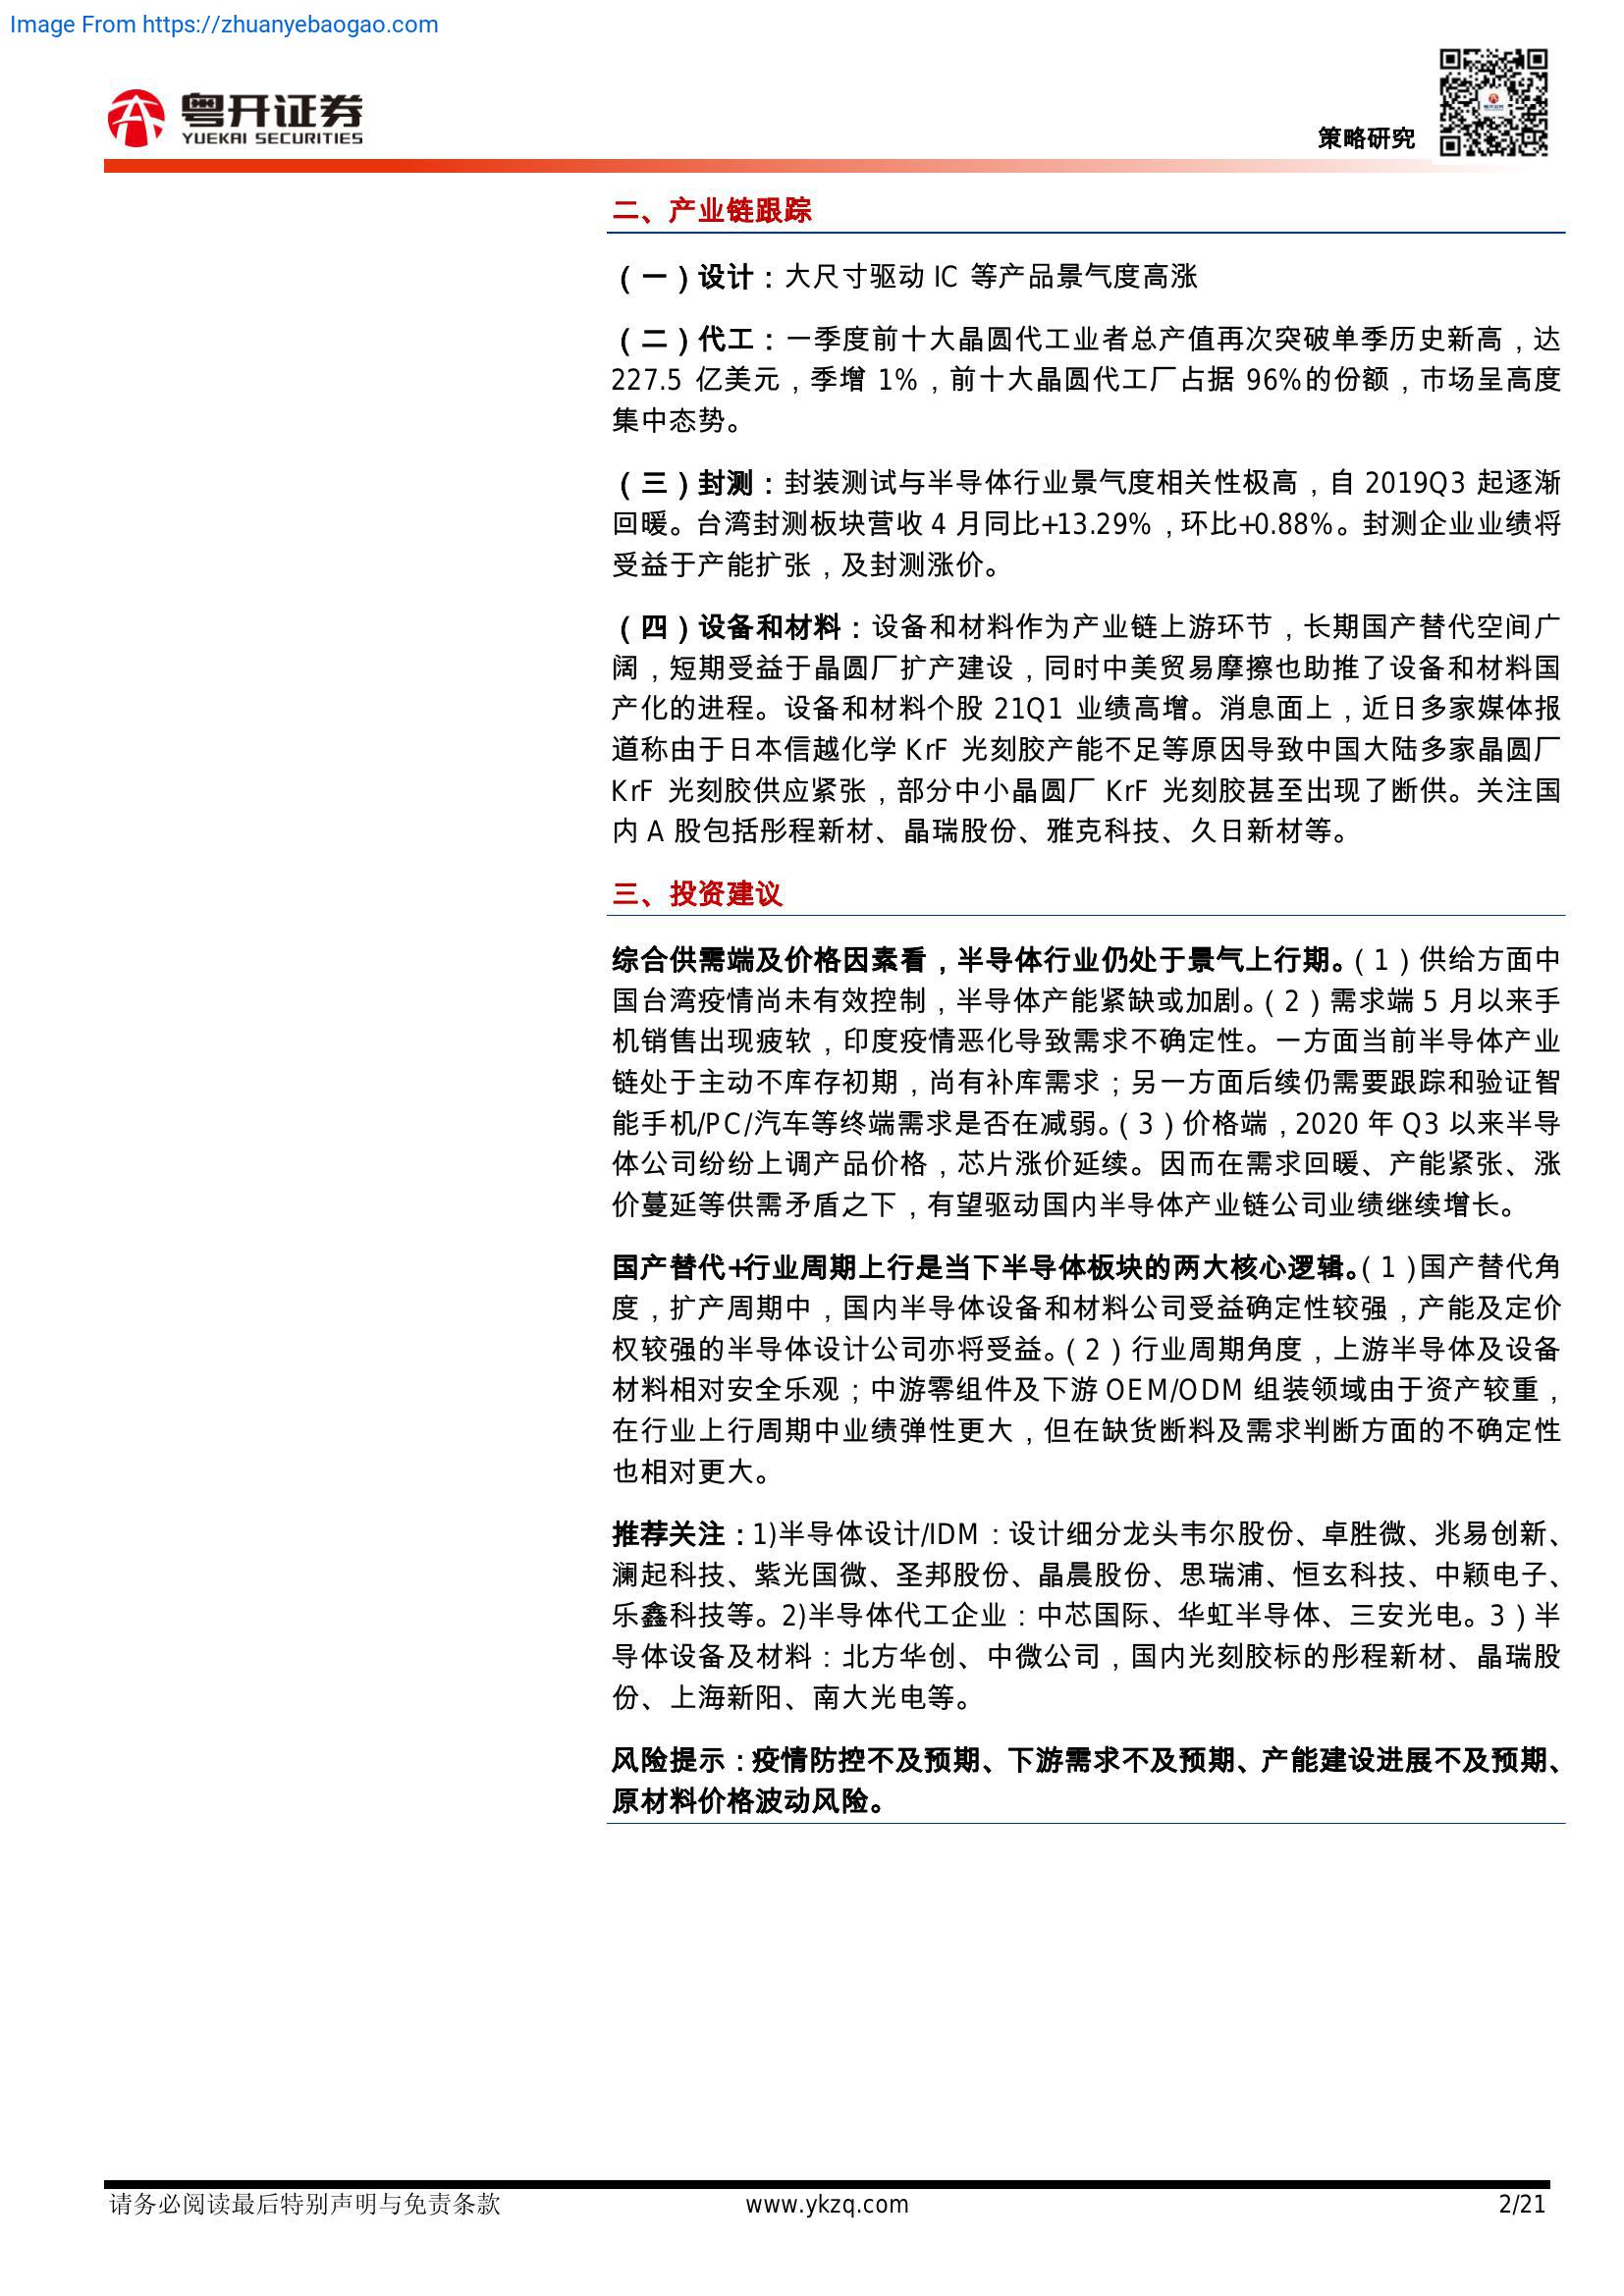 Image From https://zhuanyebaogao.com
粤开证券
YUEKAI SECURITIES
策略研究
二、产业链跟踪
（一）设计：大尺寸驱动 IC 等产品景气度高涨
（二）代工：一季度前十大晶圆代工业者总产值再次突破单季历史新高，达
227.5 亿美元，季增 1%，前十大晶圆代工厂占据 96%的份额，市场呈高度
集中态势。
（三）封测：封装测试与半导体行业景气度相关性极高，自 2019Q3 起逐渐
回暖。台湾封测板块营收 4 月同比+13.29%，环比+0.88%。封测企业业绩将
受益于产能扩张，及封测涨价。
（四）设备和材料：设备和材料作为产业链上游环节，长期国产替代空间广
阔，短期受益于晶圆厂扩产建设，同时中美贸易摩擦也助推了设备和材料国
产化的进程。设备和材料个股 21Q1 业绩高增。消息面上，近日多家媒体报
道称由于日本信越化学 KrF 光刻胶产能不足等原因导致中国大陆多家晶圆厂
KrF 光刻胶供应紧张，部分中小晶圆厂 KrF 光刻胶甚至出现了断供。关注国
内 A 股包括彤程新材、晶瑞股份、雅克科技、久日新材等。
三、投资建议
综合供需端及价格因素看，半导体行业仍处于景气上行期。（1）供给方面中
国台湾疫情尚未有效控制，半导体产能紧缺或加剧。（2）需求端 5 月以来手
机销售出现疲软，印度疫情恶化导致需求不确定性。一方面当前半导体产业
链处于主动不库存初期，尚有补库需求；另一方面后续仍需要跟踪和验证智
能手机/PC/汽车等终端需求是否在减弱。（3）价格端，2020 年 Q3 以来半导
体公司纷纷上调产品价格，芯片涨价延续。因而在需求回暖、产能紧张、涨
价蔓延等供需矛盾之下，有望驱动国内半导体产业链公司业绩继续增长。
国产替代+行业周期上行是当下半导体板块的两大核心逻辑。（1）国产替代角
度，扩产周期中，国内半导体设备和材料公司受益确定性较强，产能及定价
权较强的半导体设计公司亦将受益。（2）行业周期角度，上游半导体及设备
材料相对安全乐观；中游零组件及下游 OEM/ODM 组装领域由于资产较重，
在行业上行周期中业绩弹性更大，但在缺货断料及需求判断方面的不确定性
也相对更大。
推荐关注：1)半导体设计/IDM：设计细分龙头韦尔股份、卓胜微、兆易创新、
澜起科技、紫光国微、圣邦股份、晶晨股份、思瑞浦、恒玄科技、中颖电子、
乐鑫科技等。2)半导体代工企业：中芯国际、华虹半导体、三安光电。3）半
导体设备及材料：北方华创、中微公司，国内光刻胶标的彤程新材、晶瑞股
份、上海新阳、南大光电等。
风险提示：疫情防控不及预期、下游需求不及预期、产能建设进展不及预期、
原材料价格波动风险。
请务必阅读最后特别声明与免责条款
www.ykzq.com
2/21